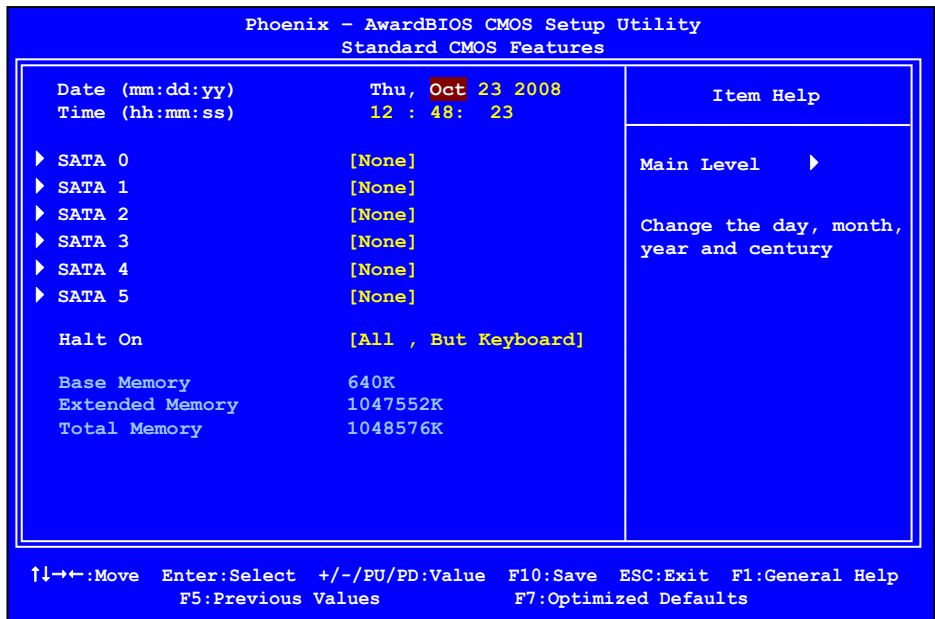 Phoenix – AwardBIOS CMOS Setup Utility
Standard CMOS Features
Date (mm:dd:yy) Thu, Oct 23 2008
Time (hh:mm:ss) 12 : 48: 23
SATA 0 [None]
SATA 1 [None]
SATA 2 [None]
SATA 3 [None]
SATA 4 [None]
SATA 5 [None]
Halt On [All , But Keyboard]
Base Memory 640K
Extended Memory 1047552K
Total Memory 1048576K
Item Help
Main Level
Change the day, month,
year and century
↑↓→←:Move Enter:Select +/-/PU/PD:Value F10:Save ESC:Exit F1:General Help
F5:Previous Values F7:Optimized Defaults